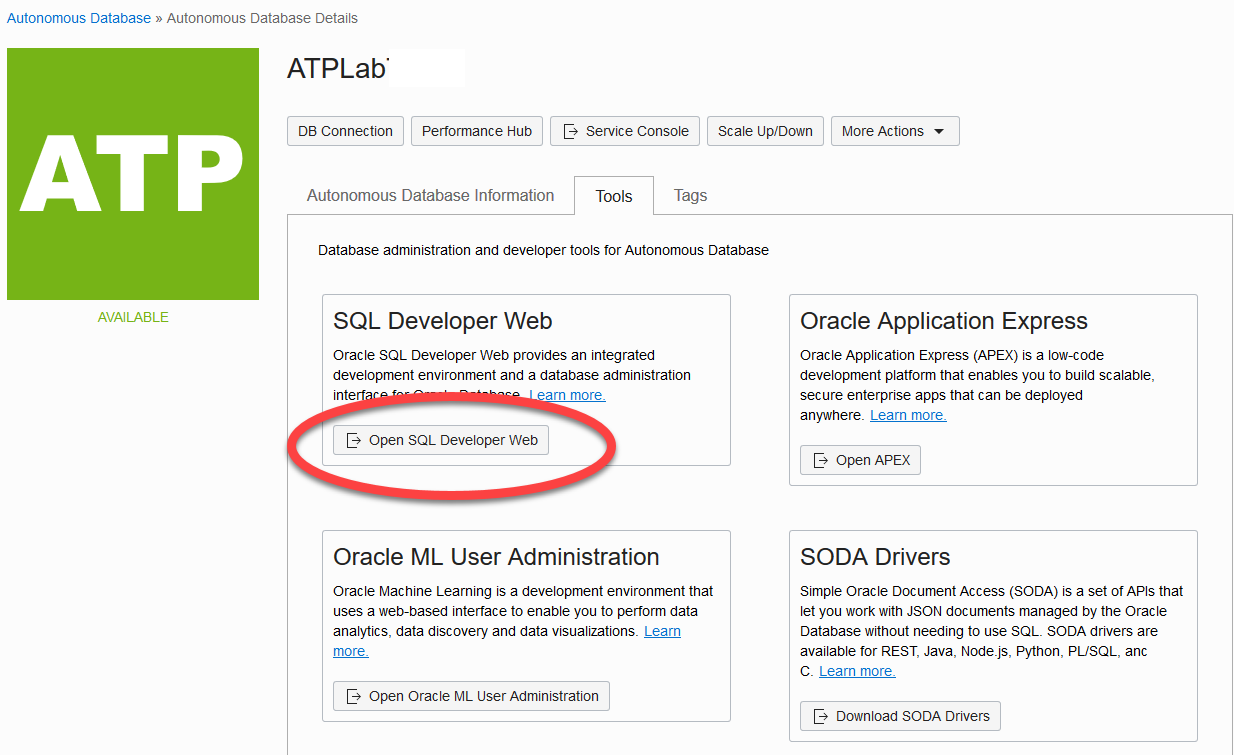 Autonomous Database » Autonomous Database Details
ATP
AVAILABLE
ATPLab
DB Connection
Performance Hub
Service Console
Scale Up/Down
More Actions
Autonomous Database Information
Tools
Tags
Database administration and developer tools for Autonomous Database
SQL Developer Web
Oracle SQL Developer Web provides an integrated
development environment and a database administration
interface for Oracle Database. Learn more.
Open SQL Developer Web
Oracle Application Express
Oracle Application Express (APEX) is a low-code
development platform that enables you to build scalable,
secure enterprise apps that can be deployed
anywhere. Learn more.
Open APEX
Oracle ML User Administration
Oracle Machine Learning is a development environment that
uses a web-based interface to enable you to perform data
analytics, data discovery and data visualizations. Learn
more.
Open Oracle ML User Administration
SODA Drivers
Simple Oracle Document Access (SODA) is a set of APIs that
let you work with JSON documents managed by the Oracle
Database without needing to use SQL. SODA drivers are
available for REST, Java, Node.js, Python, PL/SQL, anc
C. Learn more.
Download SODA Drivers